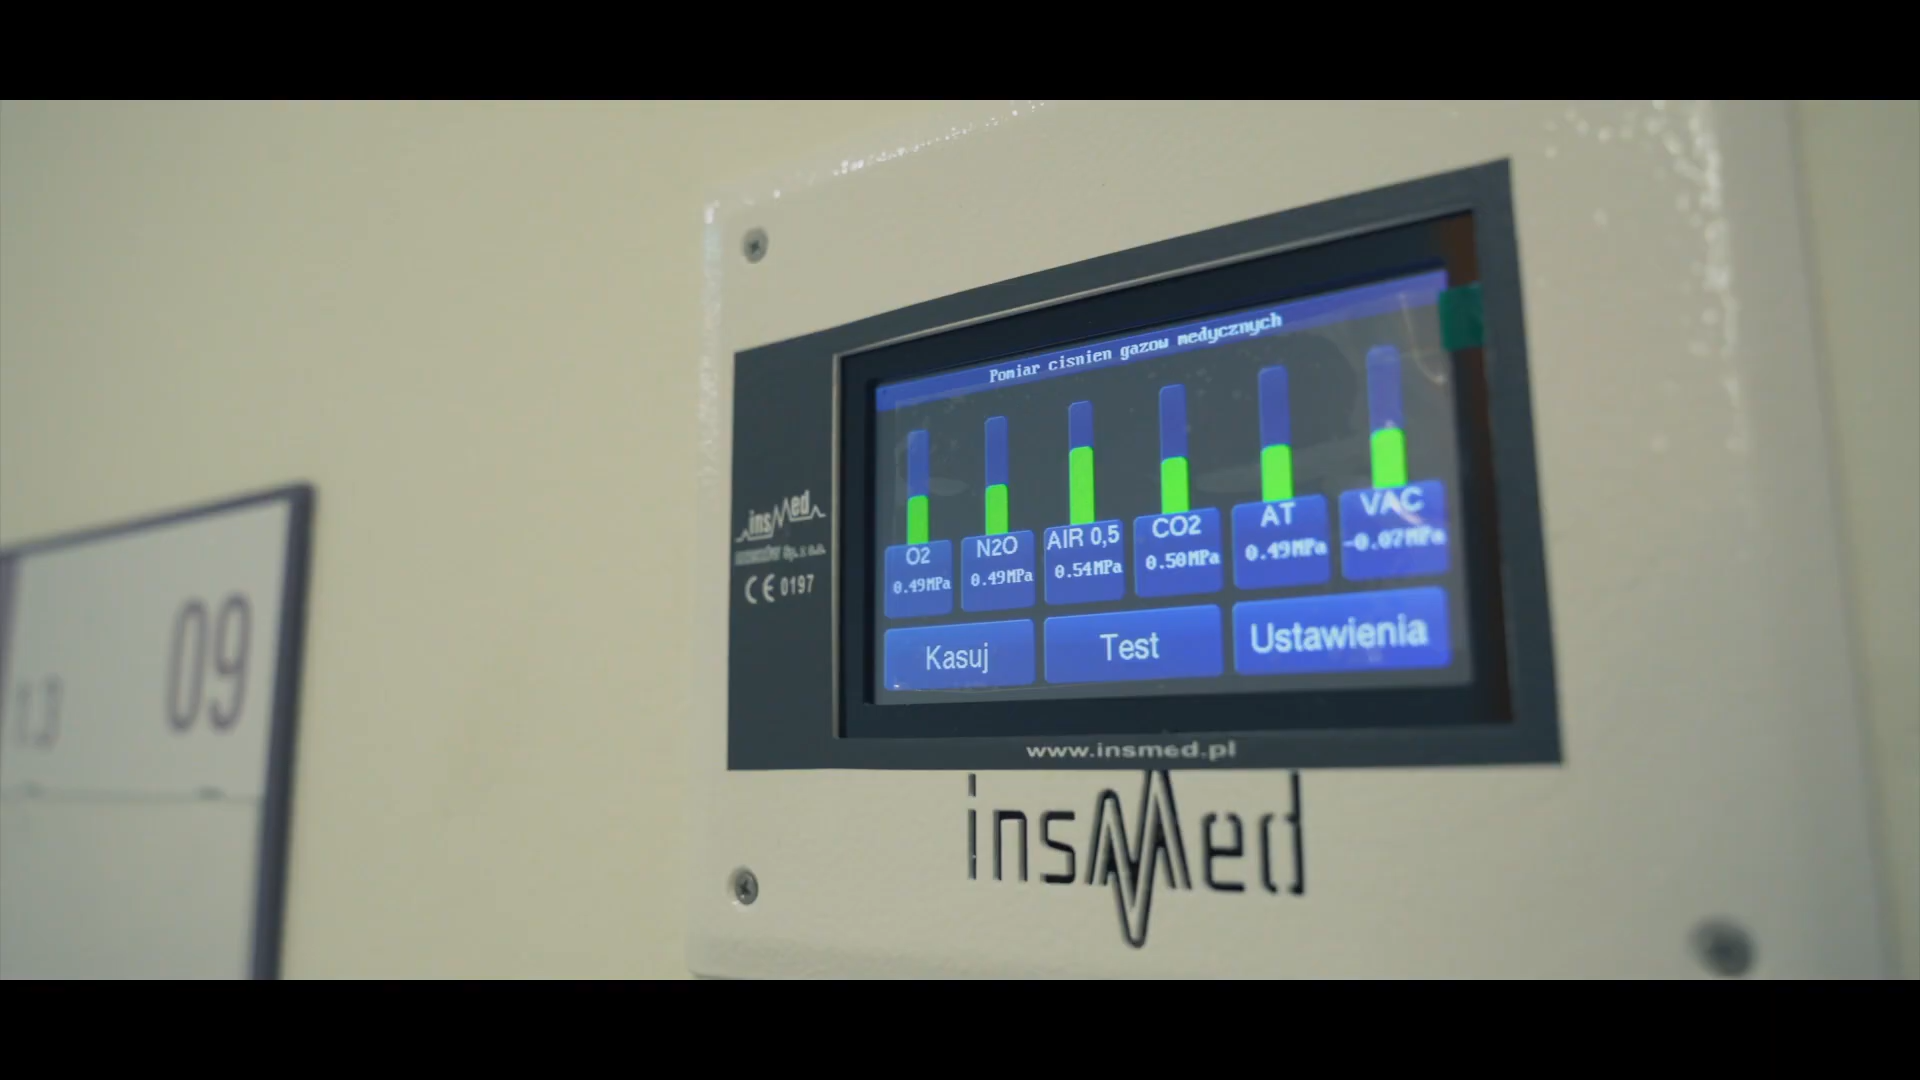 Pomiar cisnien gazow medycznych
O2 N2O AIR 0,5 CO2 AT VAC
0.49MPa 0.49MPa 0.54MPa 0.50MPa 0.49MPa -0.07MPa
Kasuj Test Ustawienia
insMed
Sp. z o.o.
CE 0197
www.insmed.pl
insMed
09